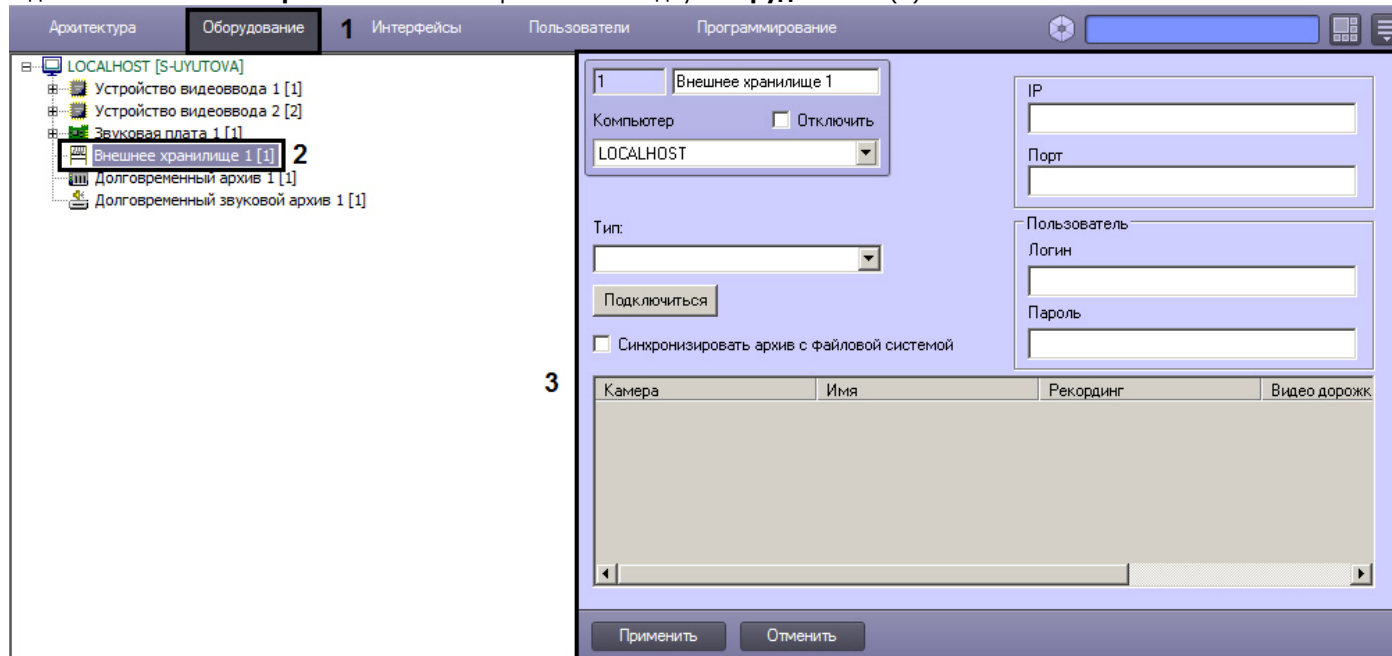 Архитектура Оборудование 1 Интерфейсы Пользователи Программирование
LOCALHOST [S-UYUTOVA]
Устройство видеоввода 1 [1]
Устройство видеоввода 2 [2]
Звуковая плата 1 [1]
Внешнее хранилище 1 [1] 2
Долговременный архив 1 [1]
Долговременный звуковой архив 1 [1]
3
1 Внешнее хранилище 1
Компьютер Отключить
LOCALHOST
IP
Порт
Тип:
Подключиться
Синхронизировать архив с файловой системой
Пользователь
Логин
Пароль
Камера Имя Рекординг Видео дорожк
Применить Отменить